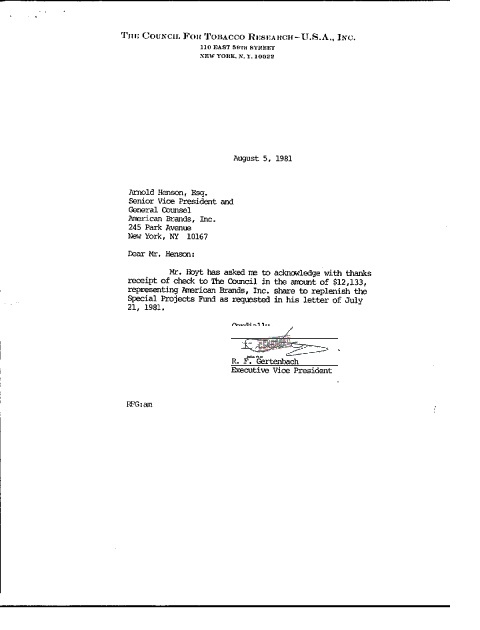 THE COUNCIL FOR TOBACCO RESEARCH-U.S.A., INC.
110 EAST 59TH STREET
NEW YORK, N.Y. 10022
August 5, 1981
Arnold Henson, Esq.
Senior Vice President and
General Counsel
American Brands, Inc.
245 Park Avenue
New York, NY 10167
Dear Mr. Henson:
Mr. Hoyt has asked me to acknowledge with thanks
receipt of check to The Council in the amount of $12,133,
representing American Brands, Inc. share to replenish the
Special Projects Fund as requested in his letter of July
21, 1981.
R. F. Gertenbach
Executive Vice President
RFG:an